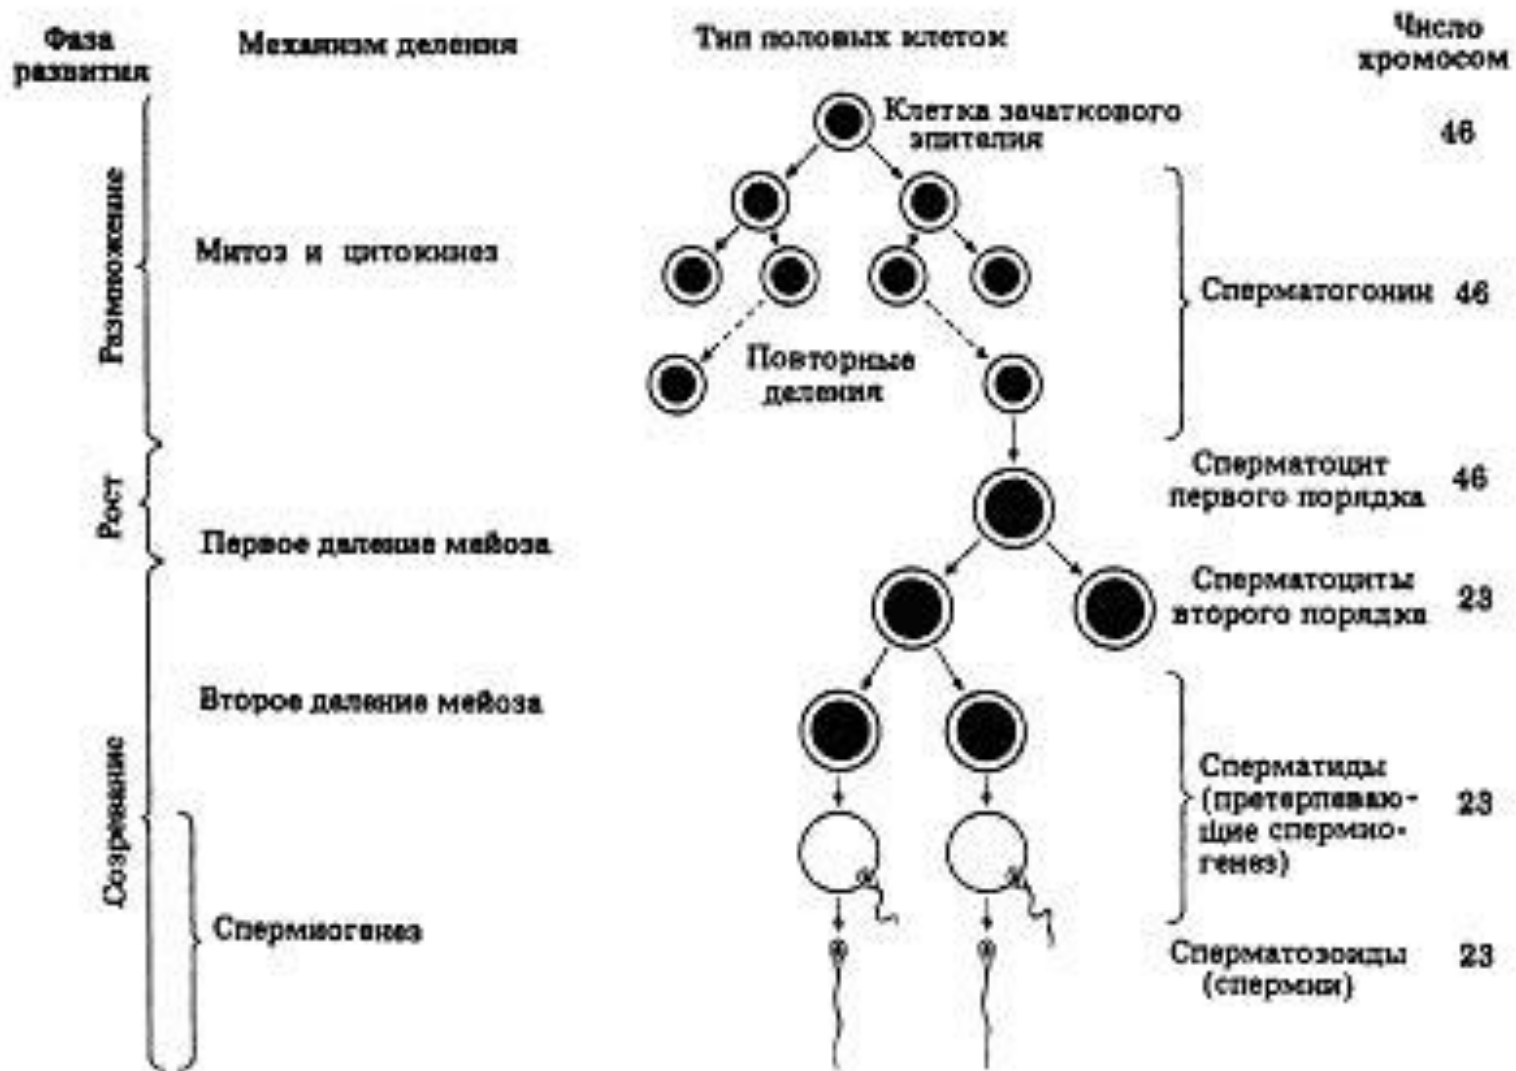 Фаза
развития
Механизм деления
Тип половых клеток
Число
хромосом
Клетка зачаткового
эпителия
46
Размножение
Митоз и цитокинез
Сперматогонии 46
Повторные
деления
Рост
Сперматоцит
первого порядка
46
Первое даление мейоза
Сперматоциты
второго порядка
23
Второе даление мейоза
Созревание
Сперматиды
(претерпеваю-
щие спермио-
генез)
23
Спермиогенез
Сперматозоиды
(спермии)
23